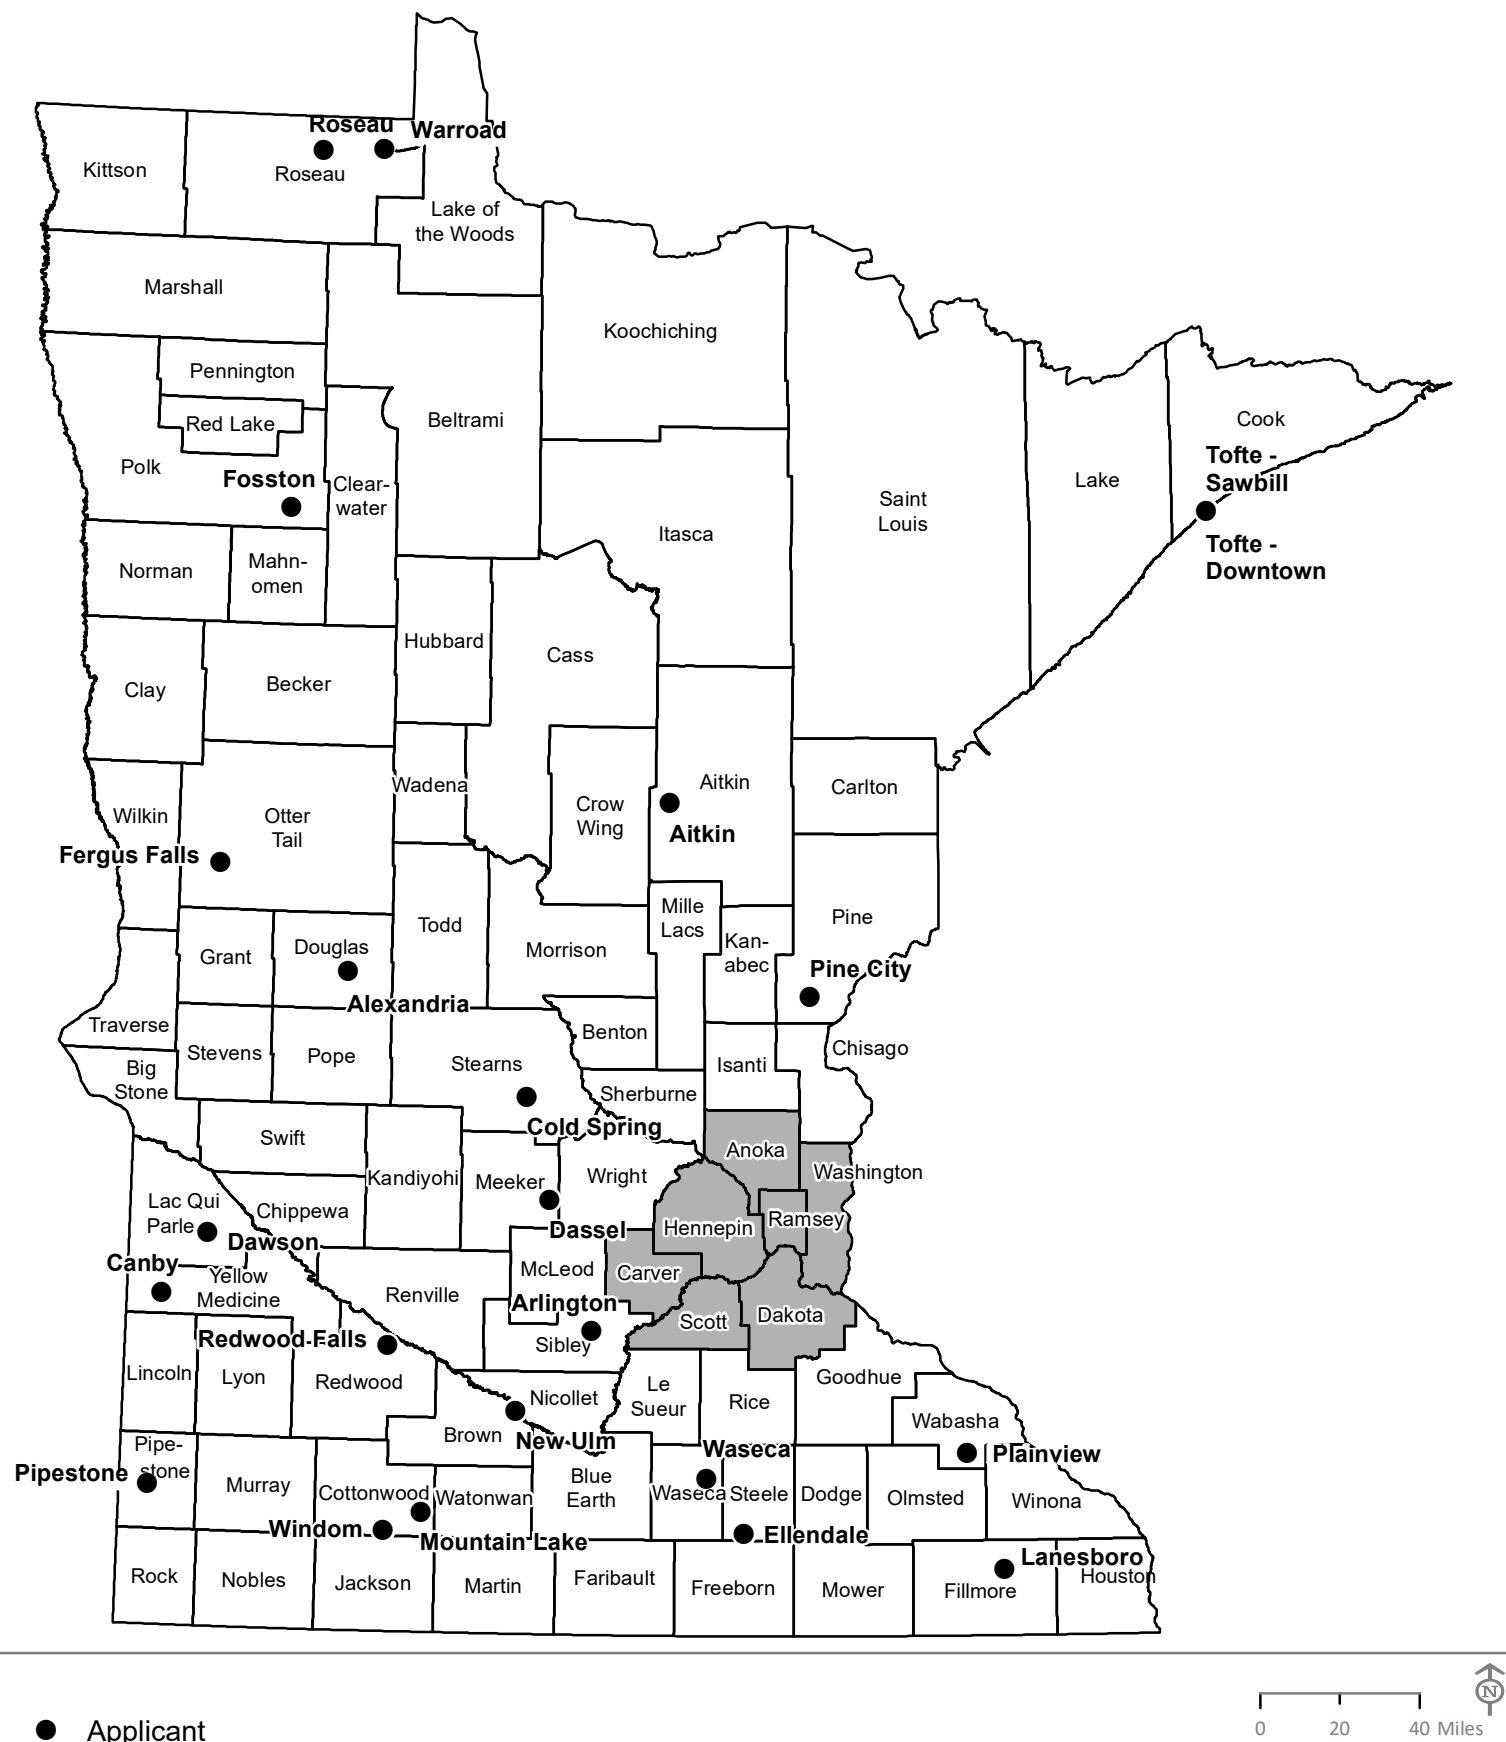 Roseau
Warroad
Kittson
Roseau
Lake of
the Woods
Marshall
Koochiching
Pennington
Red Lake
Beltrami
Cook
Polk
Tofte -
Sawbill
Fosston
Clear-
water
Lake
Saint
Louis
Itasca
Tofte -
Downtown
Norman
Mahn-
omen
Hubbard
Cass
Clay
Becker
Wadena
Aitkin
Carlton
Wilkin
Otter
Tail
Crow
Wing
Aitkin
Fergus Falls
Mille
Lacs
Pine
Todd
Morrison
Kan-
abec
Grant
Douglas
Pine City
Alexandria
Traverse
Benton
Chisago
Stevens
Pope
Stearns
Isanti
Big
Stone
Sherburne
Cold Spring
Swift
Anoka
Kandiyohi
Meeker
Wright
Washington
Lac Qui
Parle
Chippewa
Hennepin
Ramsey
Dassel
Dawson
Canby
McLeod
Carver
Yellow
Medicine
Renville
Arlington
Scott
Dakota
Redwood Falls
Sibley
Lincoln
Lyon
Redwood
Nicollet
Le
Sueur
Rice
Goodhue
Brown
New Ulm
Wabasha
Waseca
Plainview
Pipe-
stone
Pipestone
Murray
Cottonwood
Watonwan
Blue
Earth
Waseca
Steele
Dodge
Olmsted
Winona
Windom
Mountain Lake
Ellendale
Lanesboro
Rock
Nobles
Jackson
Martin
Faribault
Freeborn
Mower
Fillmore
Houston
N
Applicant
0 20 40 Miles